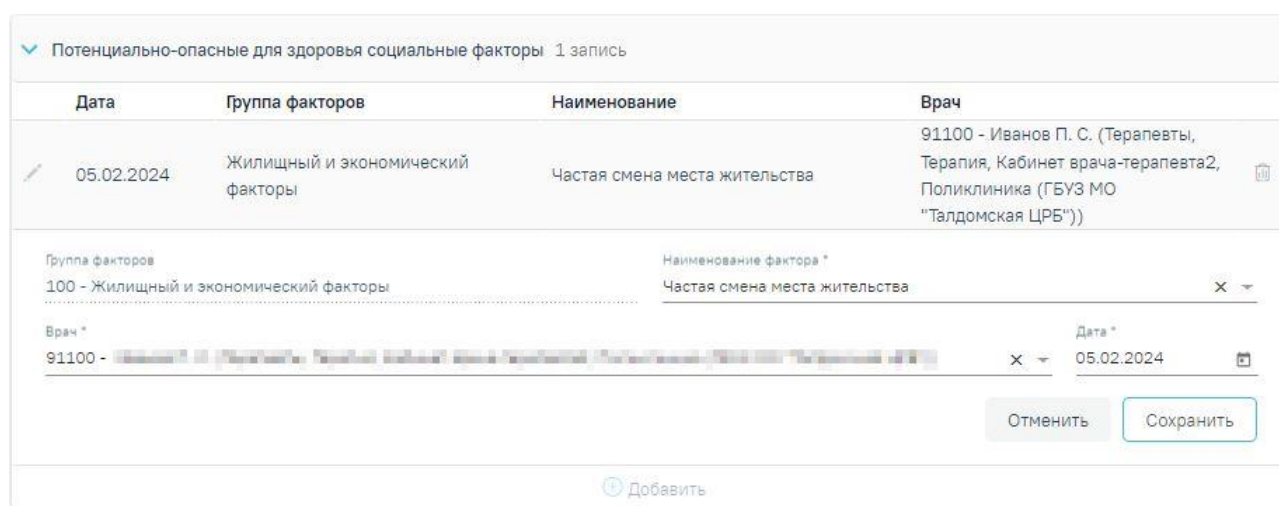 Потенциально-опасные для здоровья социальные факторы 1 запись
Дата Группа факторов Наименование Врач
05.02.2024 Жилищный и экономический факторы Частая смена места жительства 91100 - Иванов П. С. (Терапевты,
Терапия, Кабинет врача-терапевта2,
Поликлиника (ГБУЗ МО
"Талдомская ЦРБ"))
Группа факторов Наименование фактора *
100 - Жилищный и экономический факторы Частая смена места жительства
Врач * Дата *
91100 - 05.02.2024
Отменить Сохранить
Добавить